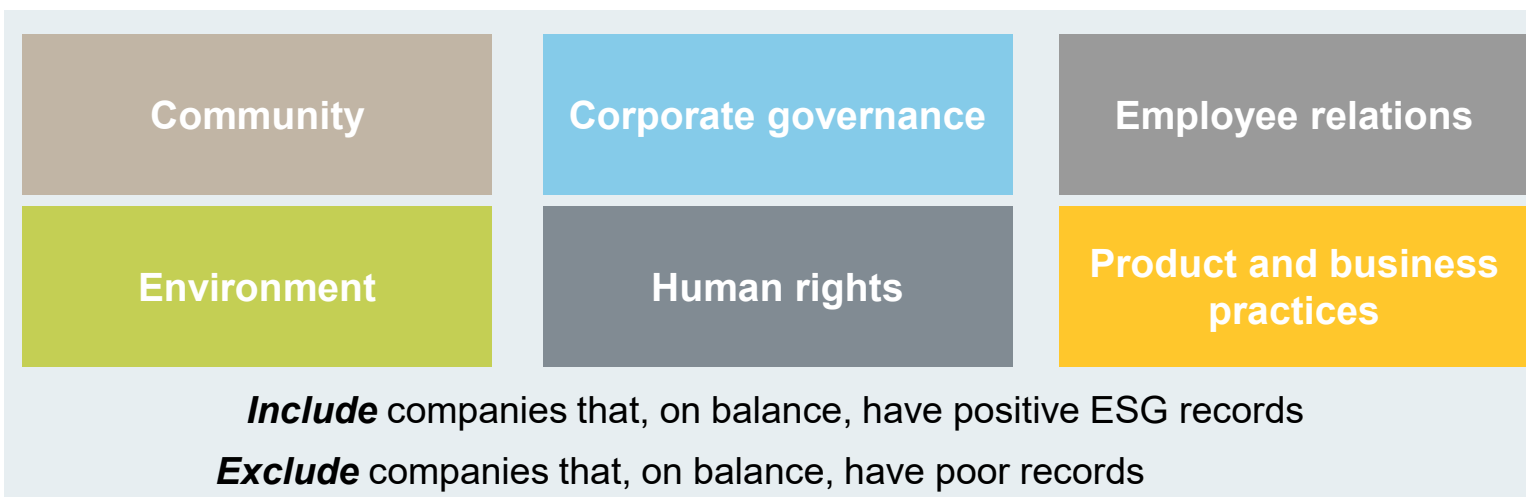 Community
Corporate governance
Employee relations
Environment
Human rights
Product and business
practices
Include companies that, on balance, have positive ESG records
Exclude companies that, on balance, have poor records